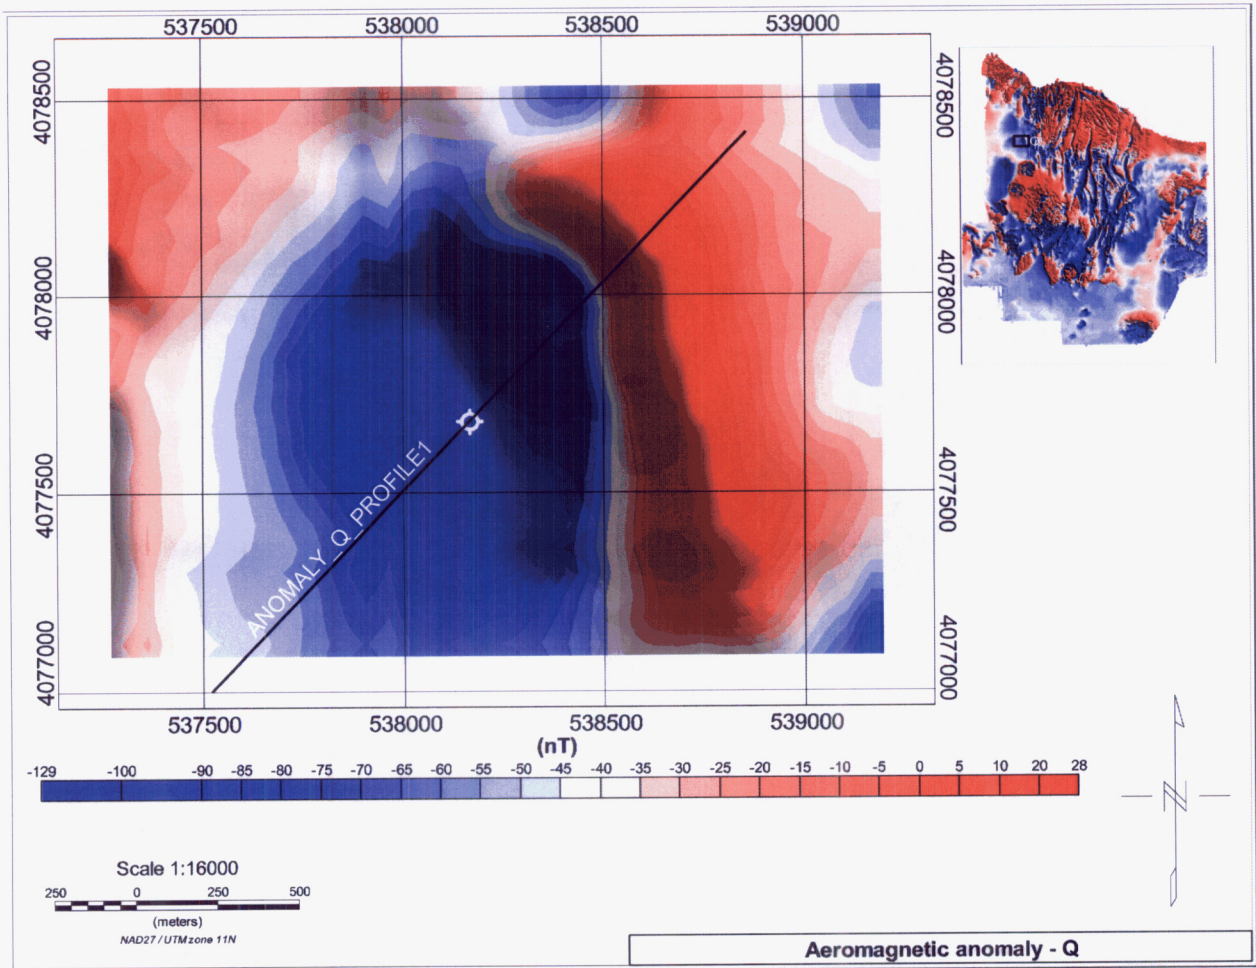 537500 538000 538500 539000
4078500
4078000
4077500
4077000
4078500
4078000
4077500
4077000
ANOMALY_Q_PROFILE1
537500 538000 538500 539000
(nT)
-129 -100 -90 -85 -80 -75 -70 -65 -60 -55 -50 -45 -40 -35 -30 -25 -20 -15 -10 -5 0 5 10 20 28
Scale 1:16000
250 0 250 500
(meters)
NAD27 / UTM zone 11N
N
Aeromagnetic anomaly - Q